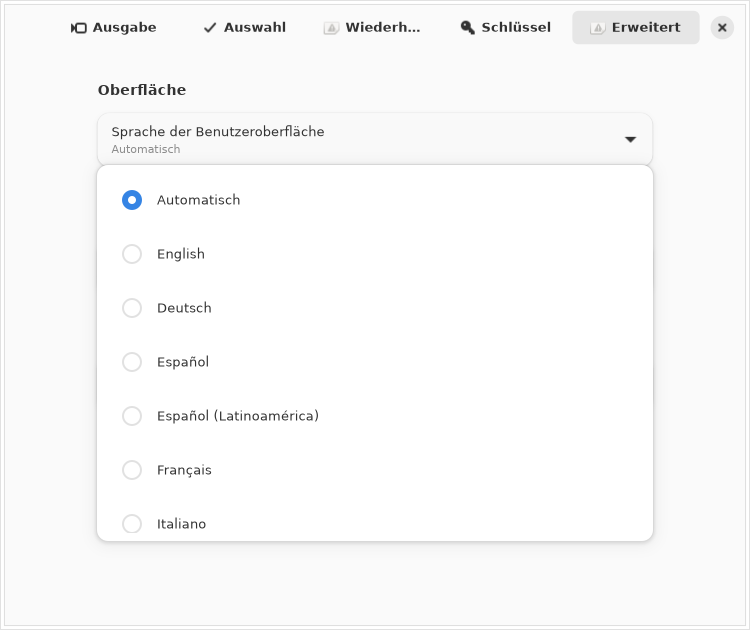 Ausgabe
Auswahl
Wiederh...
Schlüssel
Erweitert
Oberfläche
Sprache der Benutzeroberfläche
Automatisch
Automatisch
English
Deutsch
Español
Español (Latinoamérica)
Français
Italiano